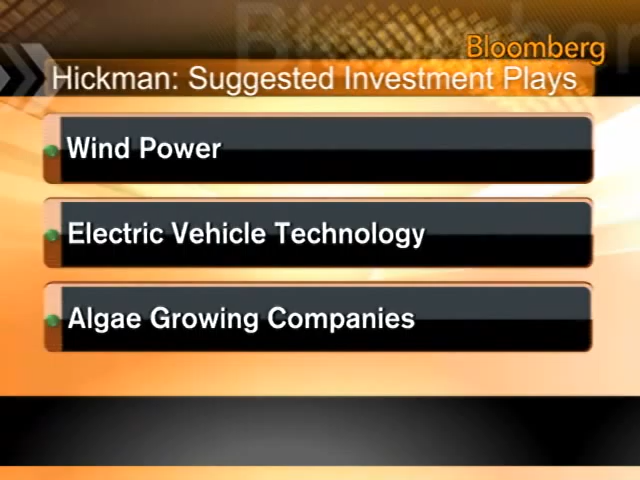 Bloomberg
Hickman: Suggested Investment Plays
Wind Power
Electric Vehicle Technology
Algae Growing Companies